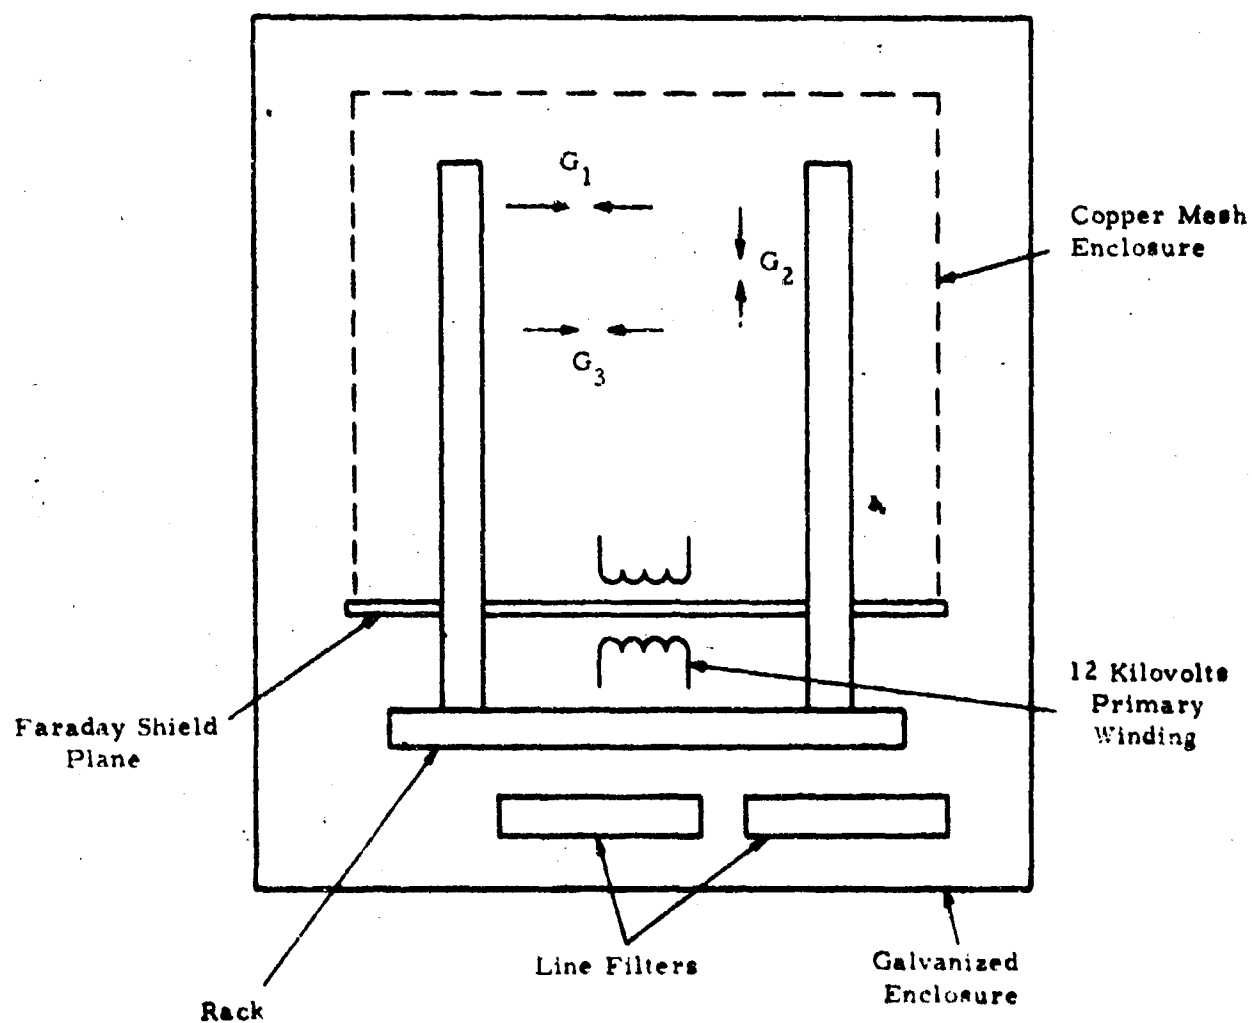 G1
G2
G3
Copper Mesh
Enclosure
12 Kilovolts
Primary
Winding
Faraday Shield
Plane
Line Filters
Galvanized
Enclosure
Rack